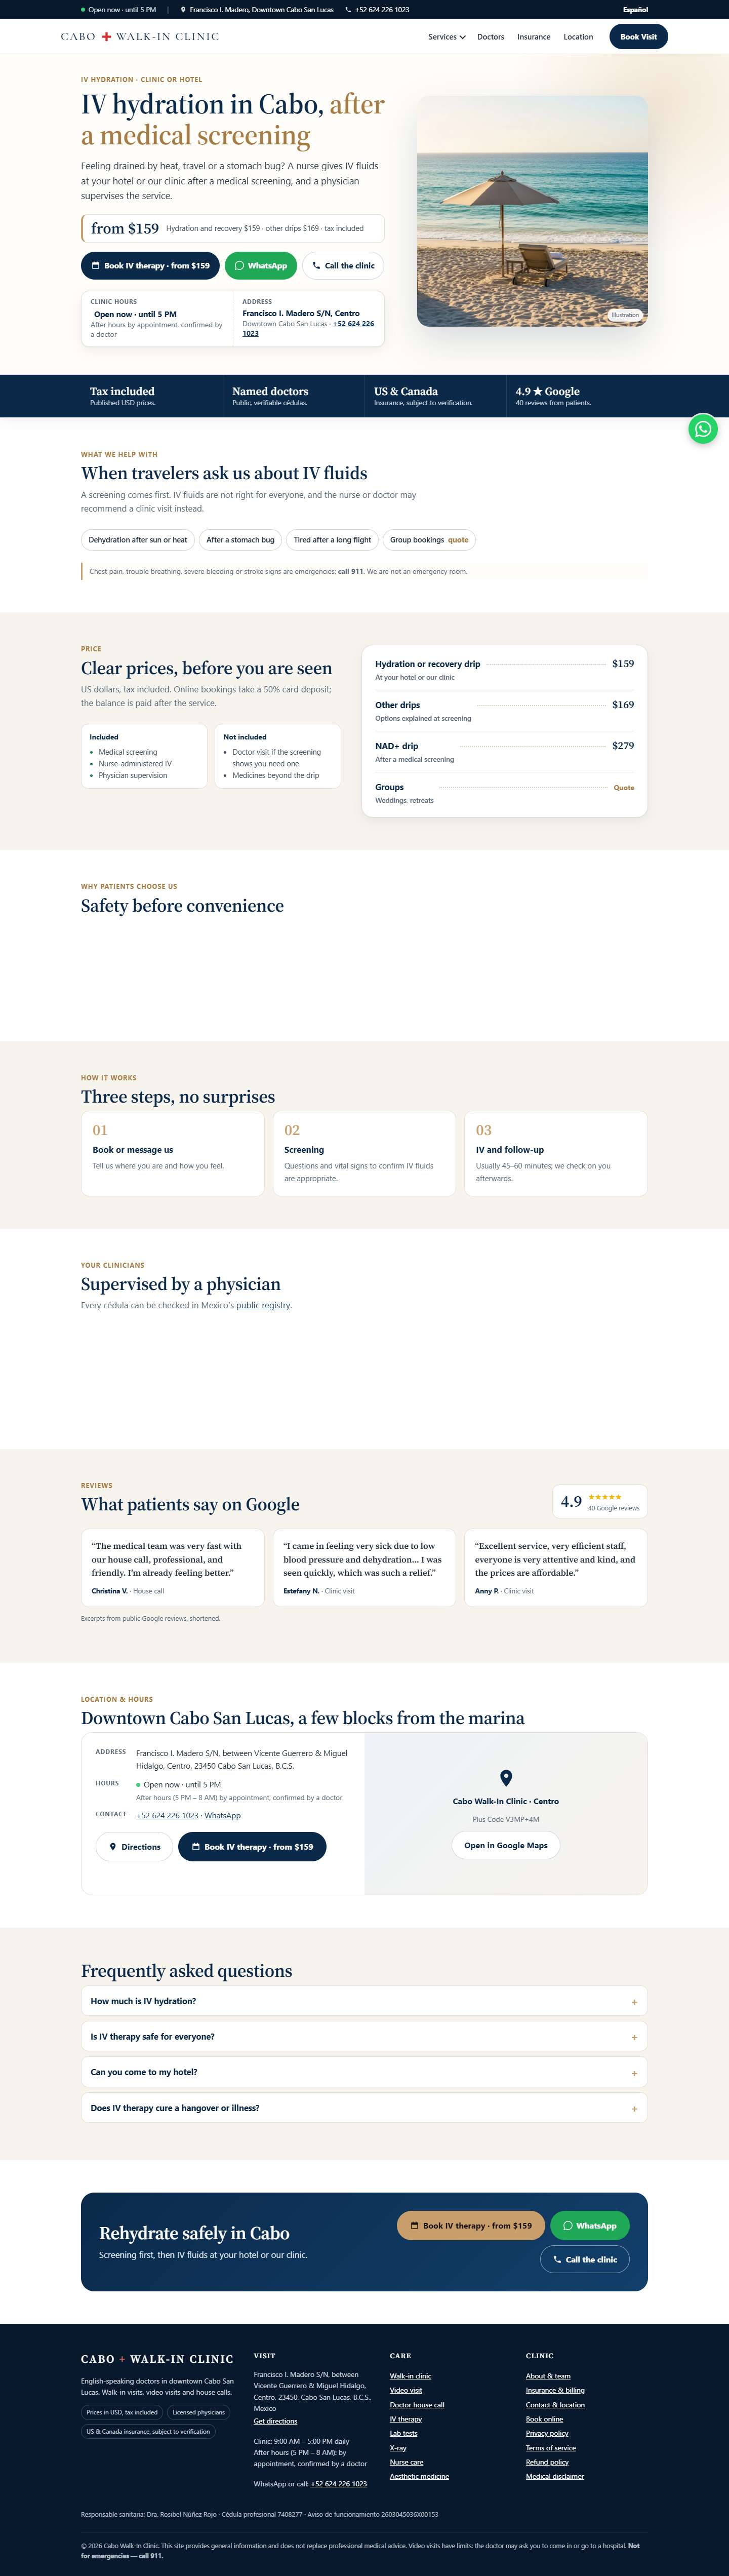 Open now · until 5 PM
Francisco I. Madero, Downtown Cabo San Lucas
+52 624 226 1023
Español
CABO + WALK-IN CLINIC
Services
Doctors
Insurance
Location
Book Visit
IV HYDRATION · CLINIC OR HOTEL
IV hydration in Cabo, after
a medical screening
Feeling drained by heat, travel or a stomach bug? A nurse gives IV fluids
at your hotel or our clinic after a medical screening, and a physician
supervises the service.
from $159
Hydration and recovery $159 · other drips $169 · tax included
Book IV therapy · from $159
WhatsApp
Call the clinic
CLINIC HOURS
Open now · until 5 PM
After hours by appointment, confirmed by
a doctor
ADDRESS
Francisco I. Madero S/N, Centro
Downtown Cabo San Lucas · +52 624 226
1023
Illustration
Tax included
Published USD prices.
Named doctors
Public, verifiable cédulas.
US & Canada
Insurance, subject to verification.
4.9 ★ Google
40 reviews from patients.
WHAT WE HELP WITH
When travelers ask us about IV fluids
A screening comes first. IV fluids are not right for everyone, and the nurse or doctor may
recommend a clinic visit instead.
Dehydration after sun or heat
After a stomach bug
Tired after a long flight
Group bookings quote
Chest pain, trouble breathing, severe bleeding or stroke signs are emergencies: call 911. We are not an emergency room.
PRICE
Clear prices, before you are seen
US dollars, tax included. Online bookings take a 50% card deposit;
the balance is paid after the service.
Included
• Medical screening
• Nurse-administered IV
• Physician supervision
Not included
• Doctor visit if the screening
shows you need one
• Medicines beyond the drip
Hydration or recovery drip
$159
At your hotel or our clinic
Other drips
$169
Options explained at screening
NAD+ drip
$279
After a medical screening
Groups
Quote
Weddings, retreats
WHY PATIENTS CHOOSE US
Safety before convenience
HOW IT WORKS
Three steps, no surprises
01
Book or message us
Tell us where you are and how you feel.
02
Screening
Questions and vital signs to confirm IV fluids
are appropriate.
03
IV and follow-up
Usually 45–60 minutes; we check on you
afterwards.
YOUR CLINICIANS
Supervised by a physician
Every cédula can be checked in Mexico's public registry.
REVIEWS
What patients say on Google
4.9
★★★★★
40 Google reviews
“The medical team was very fast with
our house call, professional, and
friendly. I’m already feeling better.”
Christina V. · House call
“I came in feeling very sick due to low
blood pressure and dehydration… I was
seen quickly, which was such a relief.”
Estefany N. · Clinic visit
“Excellent service, very efficient staff,
everyone is very attentive and kind, and
the prices are affordable.”
Anny P. · Clinic visit
Excerpts from public Google reviews, shortened.
LOCATION & HOURS
Downtown Cabo San Lucas, a few blocks from the marina
ADDRESS
Francisco I. Madero S/N, between Vicente Guerrero & Miguel
Hidalgo, Centro, 23450 Cabo San Lucas, B.C.S.
HOURS
Open now · until 5 PM
After hours (5 PM – 8 AM) by appointment, confirmed by a doctor
CONTACT
+52 624 226 1023 · WhatsApp
Directions
Book IV therapy · from $159
Cabo Walk-In Clinic · Centro
Plus Code V3MP+4M
Open in Google Maps
Frequently asked questions
How much is IV hydration?
+
Is IV therapy safe for everyone?
+
Can you come to my hotel?
+
Does IV therapy cure a hangover or illness?
+
Rehydrate safely in Cabo
Screening first, then IV fluids at your hotel or our clinic.
Book IV therapy · from $159
WhatsApp
Call the clinic
CABO + WALK-IN CLINIC
English-speaking doctors in downtown Cabo San
Lucas. Walk-in visits, video visits and house calls.
Prices in USD, tax included
Licensed physicians
US & Canada insurance, subject to verification
VISIT
Francisco I. Madero S/N, between
Vicente Guerrero & Miguel Hidalgo,
Centro, 23450, Cabo San Lucas, B.C.S.,
Mexico
Get directions
Clinic: 9:00 AM – 5:00 PM daily
After hours (5 PM – 8 AM): by
appointment, confirmed by a doctor
WhatsApp or call: +52 624 226 1023
CARE
Walk-in clinic
Video visit
Doctor house call
IV therapy
Lab tests
X-ray
Nurse care
Aesthetic medicine
CLINIC
About & team
Insurance & billing
Contact & location
Book online
Privacy policy
Terms of service
Refund policy
Medical disclaimer
Responsable sanitaria: Dra. Rosibel Núñez Rojo · Cédula profesional 7408277 · Aviso de funcionamiento 2603045036X00153
© 2026 Cabo Walk-In Clinic. This site provides general information and does not replace professional medical advice. Video visits have limits: the doctor may ask you to come in or go to a hospital. Not
for emergencies — call 911.